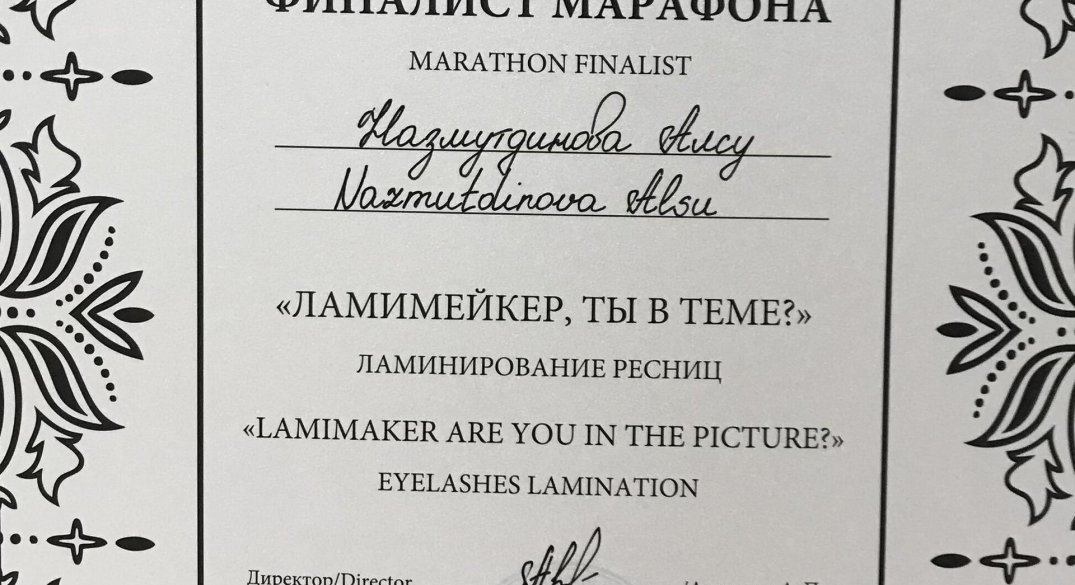 ФИНАЛИСТ МАРАФОНА
MARATHON FINALIST
Назмутдинова Алсу
Nazmutdinova Alsu
«ЛАМИМЕЙКЕР, ТЫ В ТЕМЕ?»
ЛАМИНИРОВАНИЕ РЕСНИЦ
«LAMIMAKER ARE YOU IN THE PICTURE?»
EYELASHES LAMINATION
Директор/Director